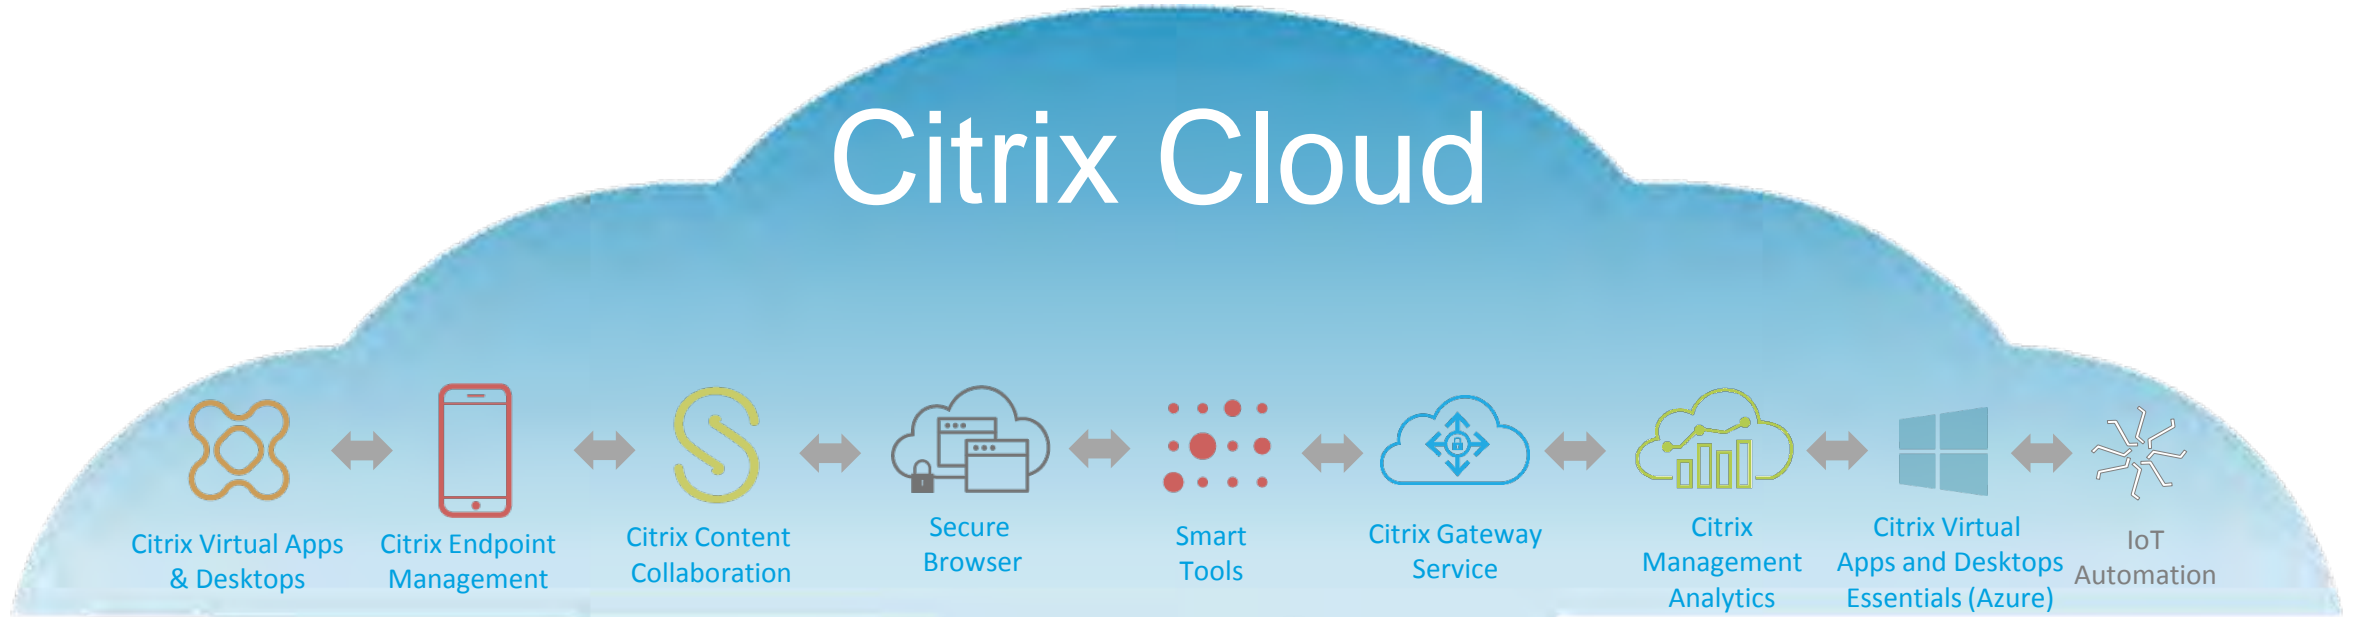 Citrix Cloud
Citrix Virtual Apps
& Desktops
Citrix Endpoint
Management
Citrix Content
Collaboration
Secure
Browser
Smart
Tools
Citrix Gateway
Service
Citrix
Management
Analytics
Citrix Virtual
Apps and Desktops
Essentials (Azure)
IoT
Automation